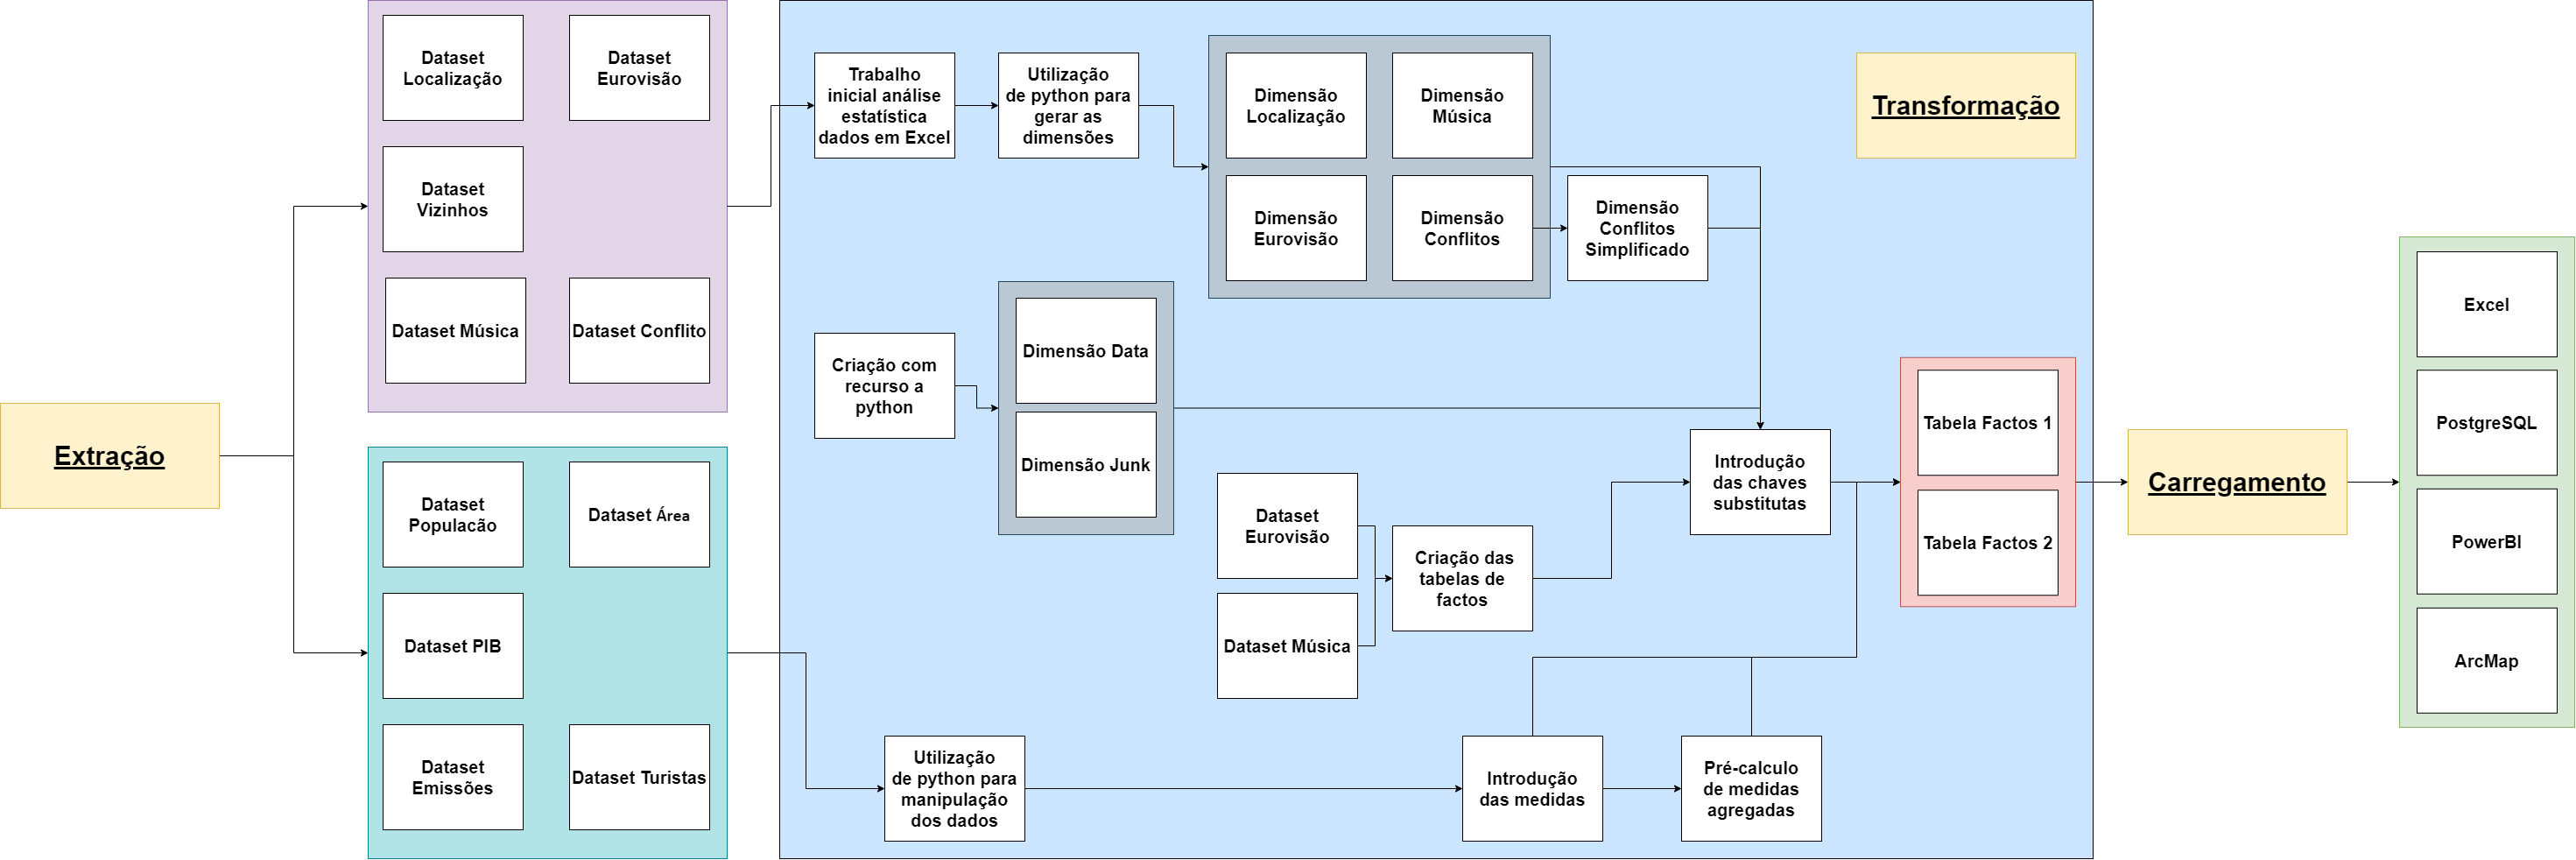 Extração
Dataset
Localização
Dataset
Eurovisão
Dataset
Vizinhos
Dataset Música
Dataset Conflito
Dataset
Populacão
Dataset Área
Dataset PIB
Dataset
Emissões
Dataset Turistas
Transformação
Trabalho
inicial análise
estatística
dados em Excel
Utilização
de python para
gerar as
dimensões
Dimensão
Localização
Dimensão
Música
Dimensão
Eurovisão
Dimensão
Conflitos
Dimensão
Conflitos
Simplificado
Criação com
recurso a
python
Dimensão Data
Dimensão Junk
Dataset
Eurovisão
Dataset Música
Criação das
tabelas de
factos
Introdução
das chaves
substitutas
Tabela Factos 1
Tabela Factos 2
Utilização
de python para
manipulação
dos dados
Introdução
das medidas
Pré-calculo
de medidas
agregadas
Carregamento
Excel
PostgreSQL
PowerBI
ArcMap